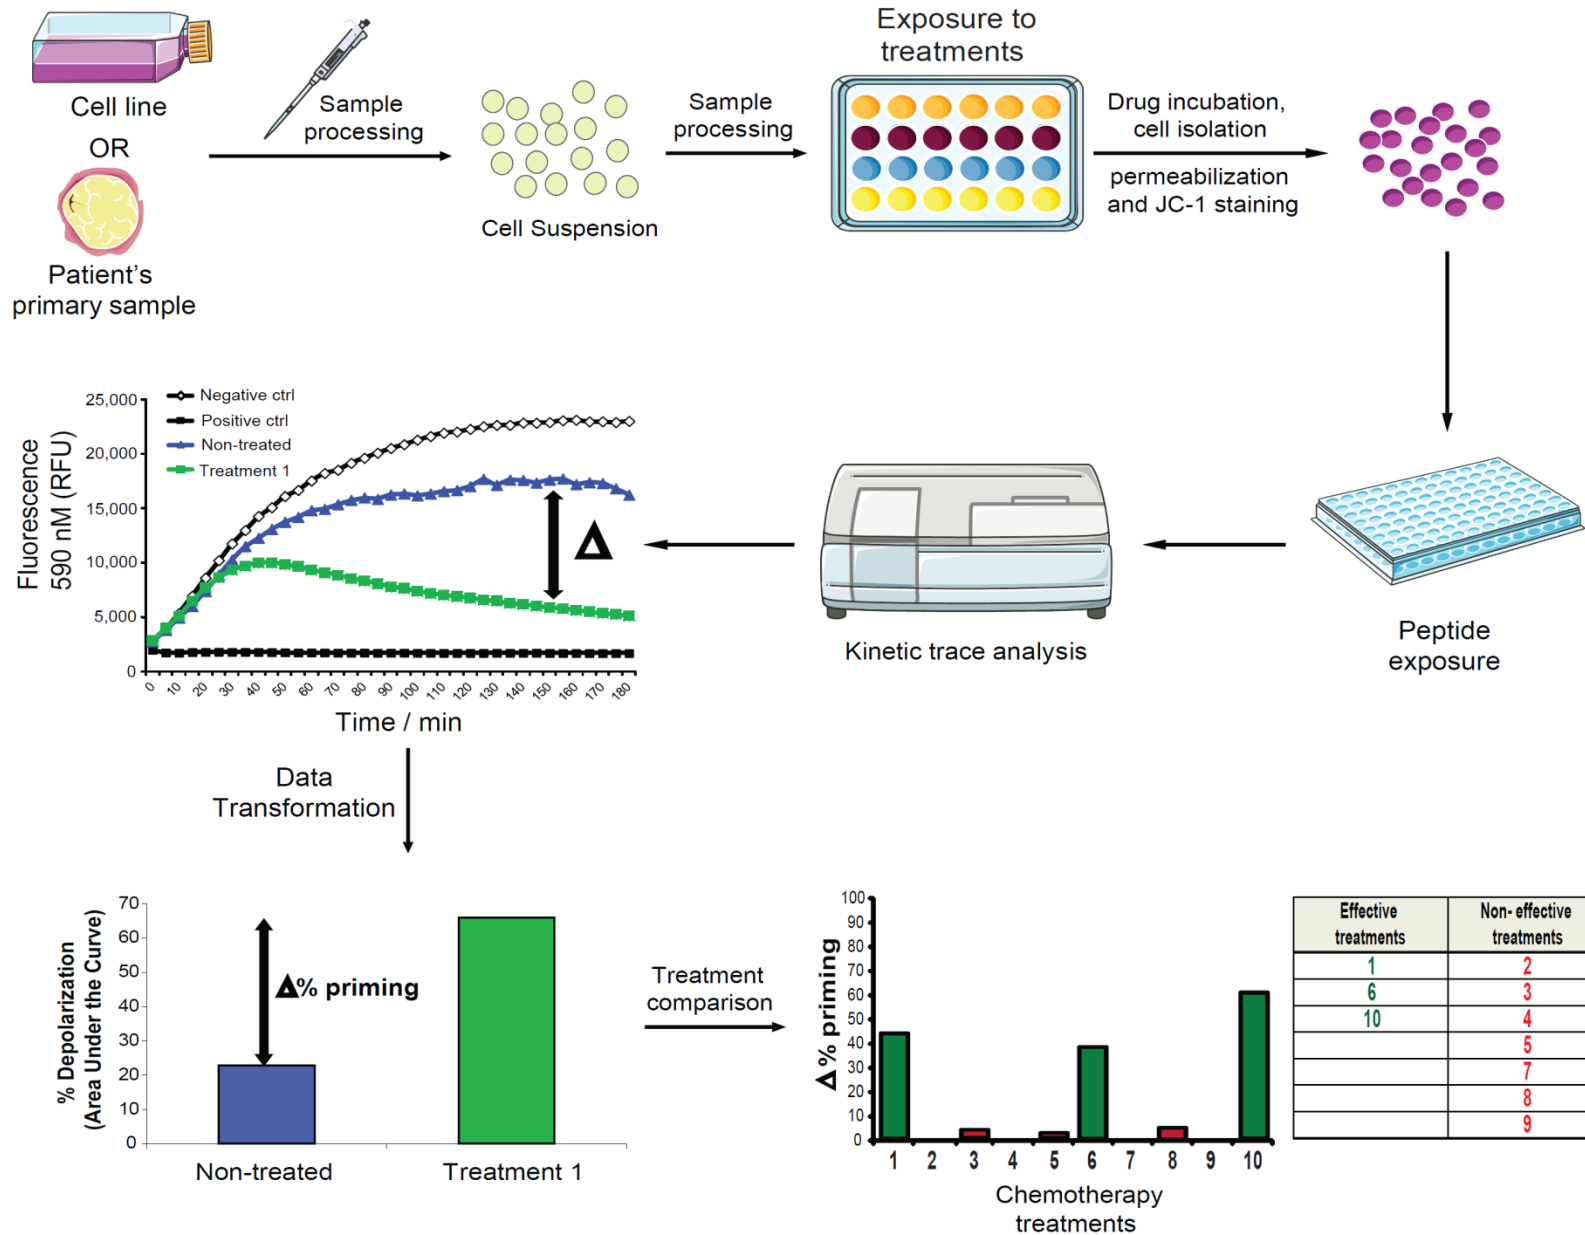 Cell line
OR
Patient's
primary sample
Sample
processing
Cell Suspension
Sample
processing
Exposure to
treatments
Drug incubation,
cell isolation
permeabilization
and JC-1 staining
Peptide
exposure
Kinetic trace analysis
Fluorescence
590 nM (RFU)
25,000
20,000
15,000
10,000
5,000
0
Negative ctrl
Positive ctrl
Non-treated
Treatment 1
Δ
0 10 20 30 40 50 60 70 80 90 100 110 120 130 140 150 160 170 180
Time / min
Data
Transformation
% Depolarization
(Area Under the Curve)
70
60
50
40
30
20
10
0
Δ% priming
Non-treated Treatment 1
Treatment
comparison
Δ% priming
100
90
80
70
60
50
40
30
20
10
0
1 2 3 4 5 6 7 8 9 10
Chemotherapy
treatments
Effective Non- effective
treatments treatments
1 2
6 3
10 4
5
7
8
9